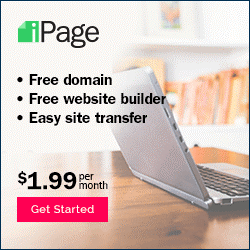 iPage
• Free domain
• Free website builder
• Easy site transfer
$1.99 per month
Get Started